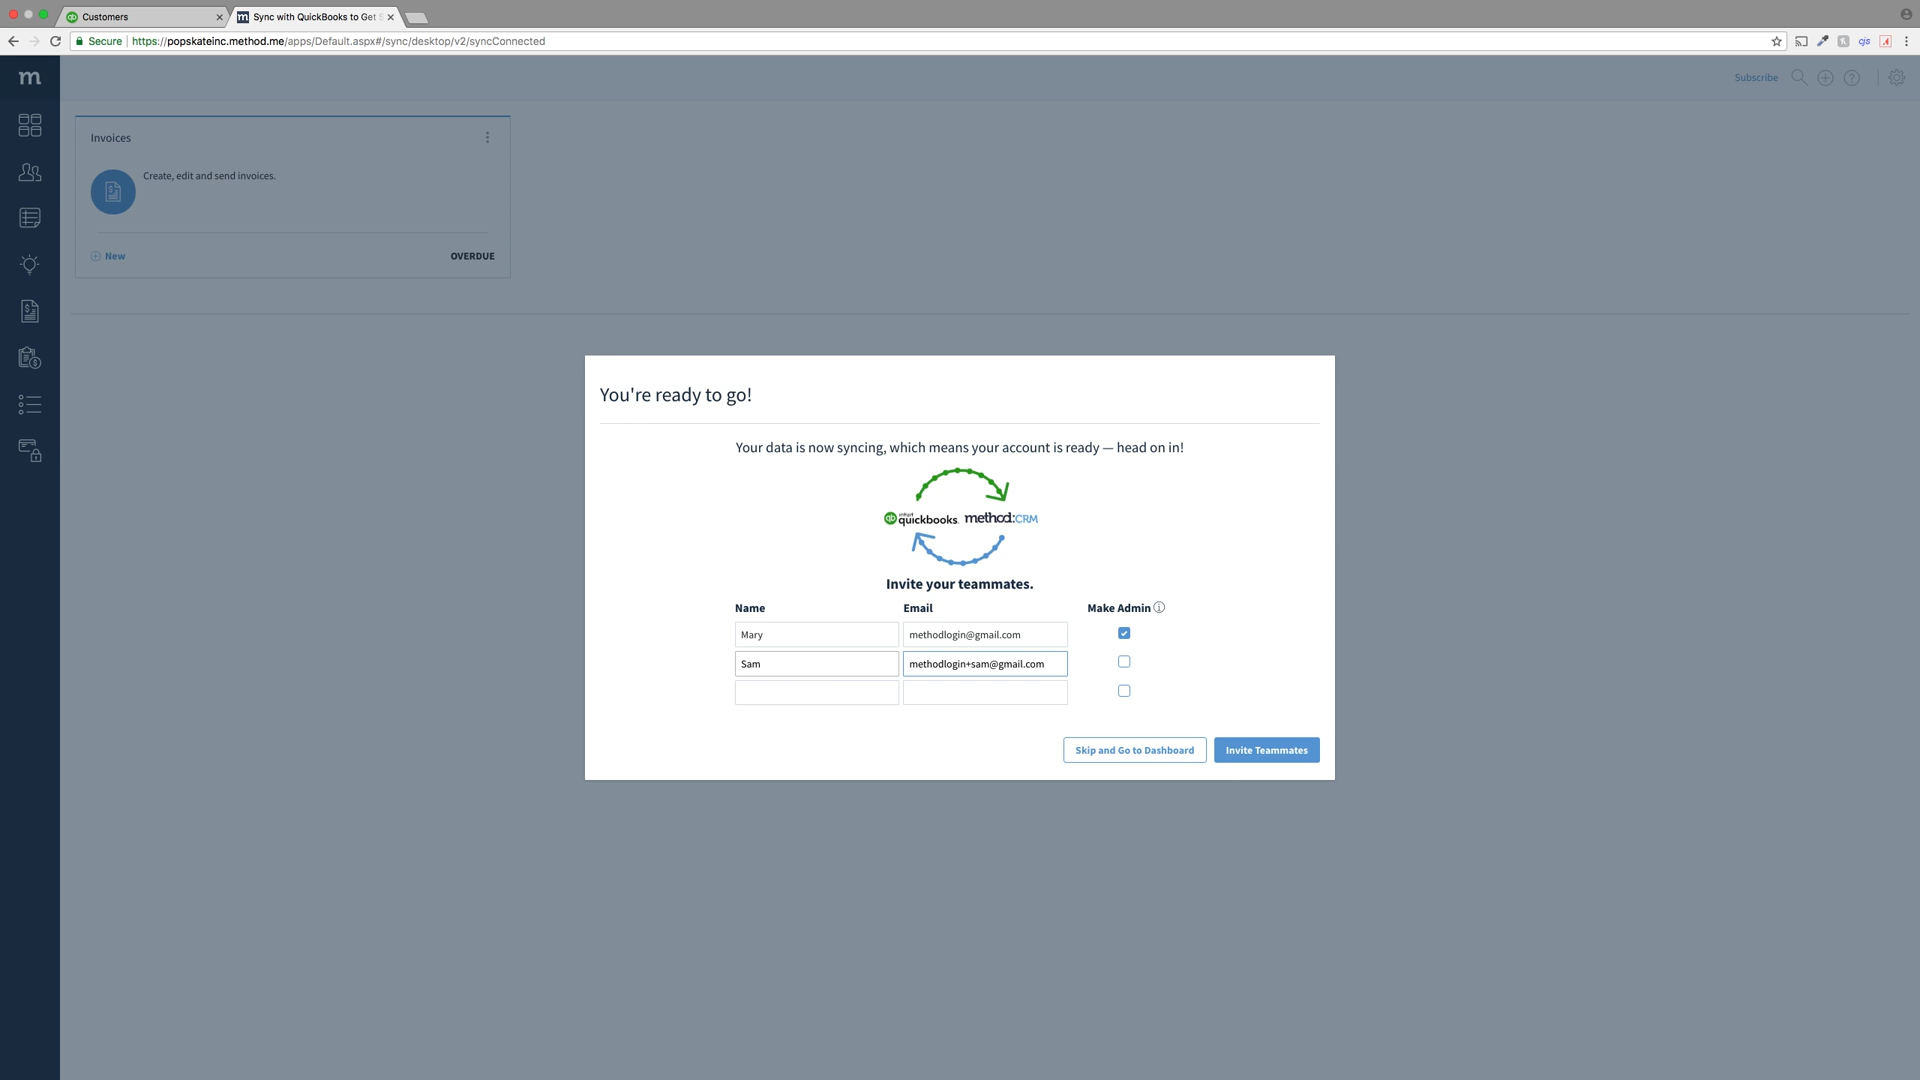 Customers
Sync with QuickBooks to Get S
Secure
https://popskateinc.method.me/apps/Default.aspx#/sync/desktop/v2/syncConnected
cjs
m
Subscribe
Invoices
Create, edit and send invoices.
New
OVERDUE
You're ready to go!
Your data is now syncing, which means your account is ready — head on in!
qb quickbooks. method:CRM
Invite your teammates.
Name Email Make Admin
Mary methodlogin@gmail.com
Sam methodlogin+sam@gmail.com
Skip and Go to Dashboard Invite Teammates